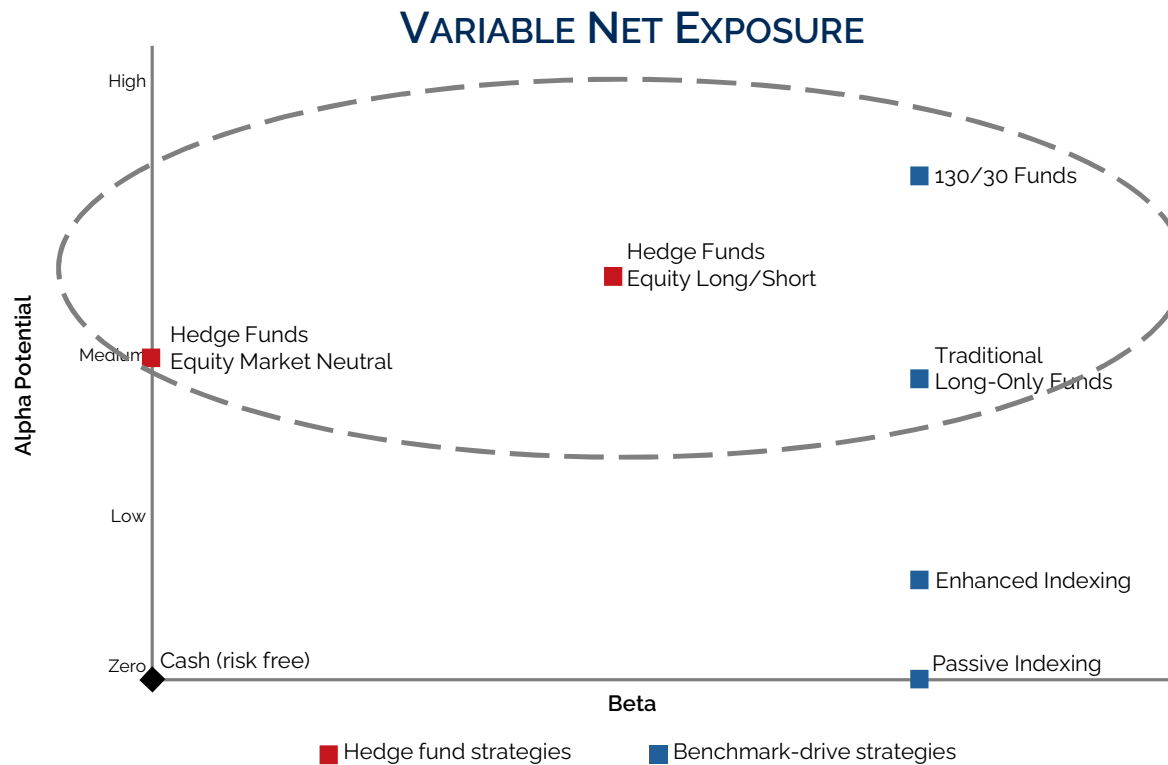 VARIABLE NET EXPOSURE
High
130/30 Funds
Hedge Funds
Equity Long/Short
Hedge Funds
Equity Market Neutral
Medium
Traditional
Long-Only Funds
Alpha Potential
Low
Enhanced Indexing
Zero
Cash (risk free)
Passive Indexing
Beta
Hedge fund strategies
Benchmark-drive strategies